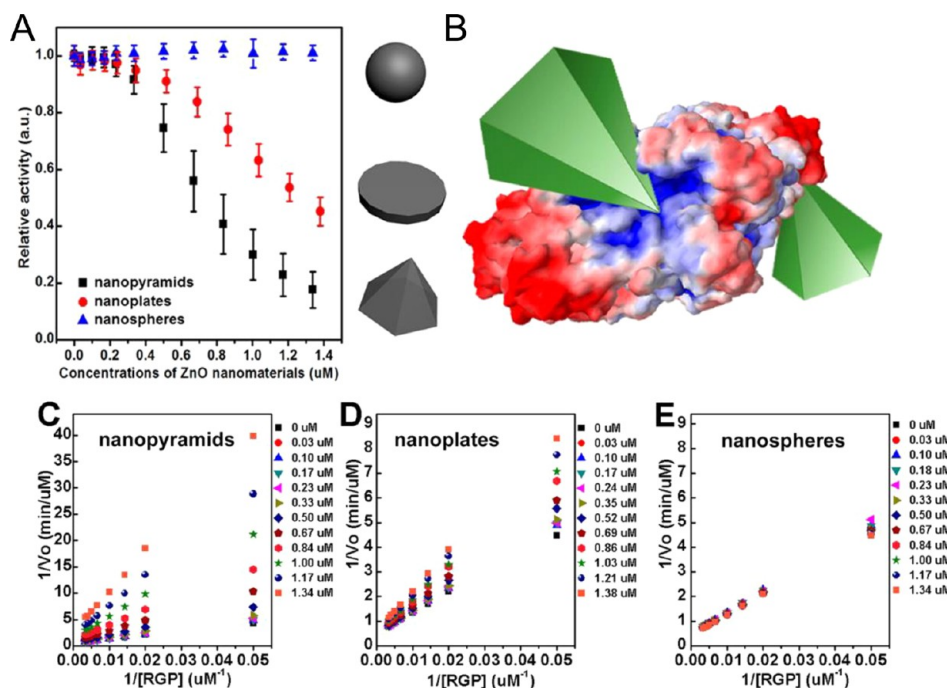 A
B
Relative activity (a.u.)
1.0
0.8
0.6
0.4
0.2
0.0
nanopyramids
nanoplates
nanospheres
0.0 0.2 0.4 0.6 0.8 1.0 1.2 1.4
Concentrations of ZnO nanomaterials (uM)
C
nanopyramids
1/Vo (min/uM)
40
35
30
25
20
15
10
5
0
0.00 0.01 0.02 0.03 0.04 0.05
1/[RGP] (uM⁻¹)
0 uM
0.03 uM
0.10 uM
0.17 uM
0.23 uM
0.33 uM
0.50 uM
0.67 uM
0.84 uM
1.00 uM
1.17 uM
1.34 uM
D
nanoplates
1/Vo (min/uM)
9
8
7
6
5
4
3
2
1
0
0.00 0.01 0.02 0.03 0.04 0.05
1/[RGP] (uM⁻¹)
0 uM
0.03 uM
0.10 uM
0.17 uM
0.24 uM
0.35 uM
0.52 uM
0.69 uM
0.86 uM
1.03 uM
1.21 uM
1.38 uM
E
nanospheres
1/Vo (min/uM)
9
8
7
6
5
4
3
2
1
0
0.00 0.01 0.02 0.03 0.04 0.05
1/[RGP] (uM⁻¹)
0 uM
0.03 uM
0.10 uM
0.18 uM
0.23 uM
0.33 uM
0.50 uM
0.67 uM
0.84 uM
1.00 uM
1.17 uM
1.34 uM